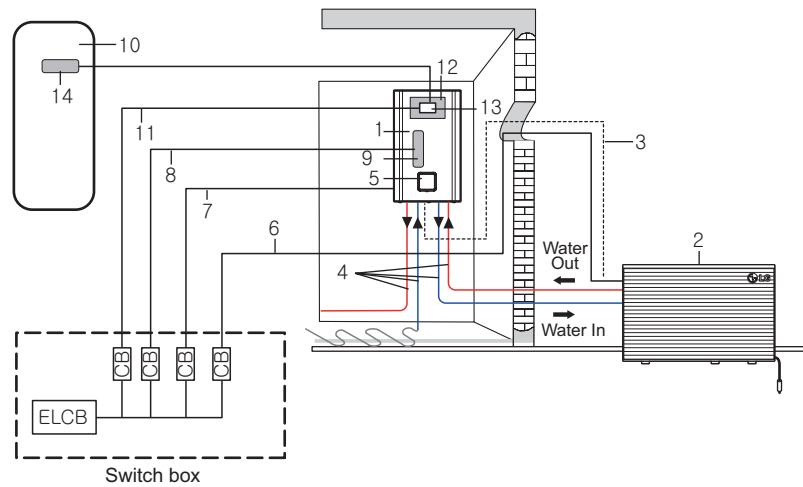 10
14
12
13
11
1
3
8
9
5
7
6
2
4
Water
Out
LG
Water In
CB
CB
CB
CB
ELCB
Switch box